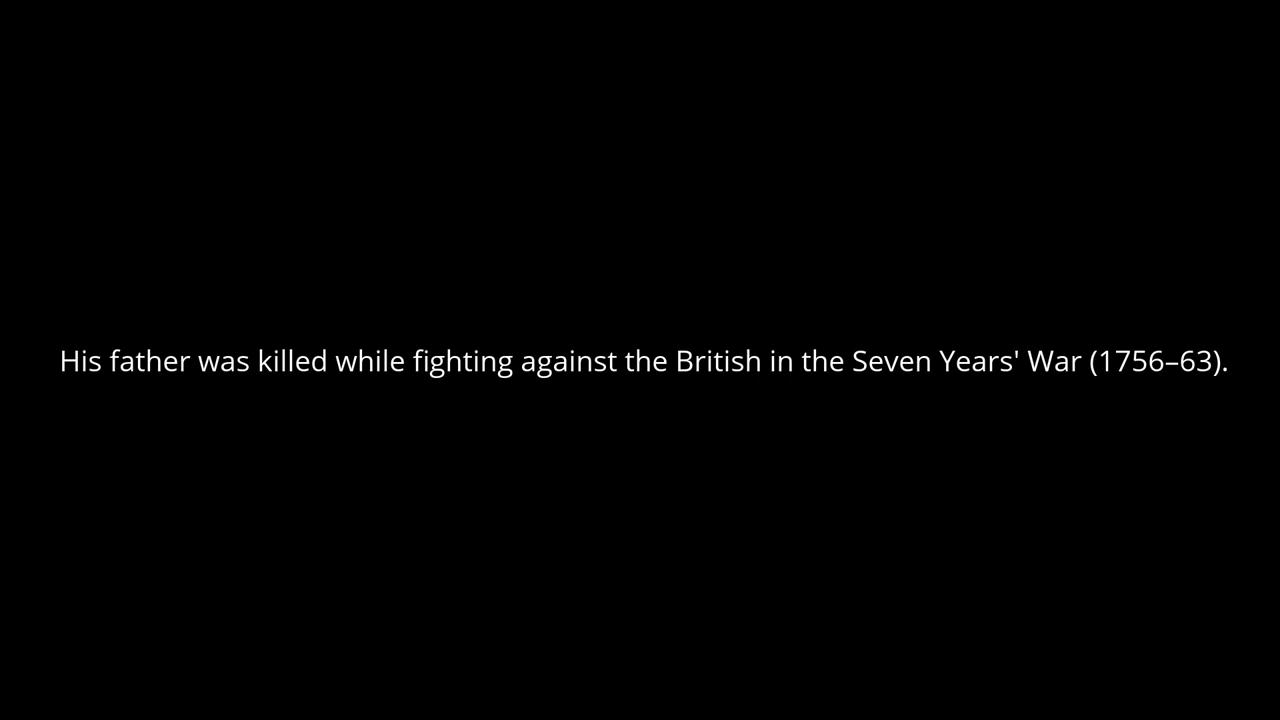 His father was killed while fighting against the British in the Seven Years' War (1756–63).